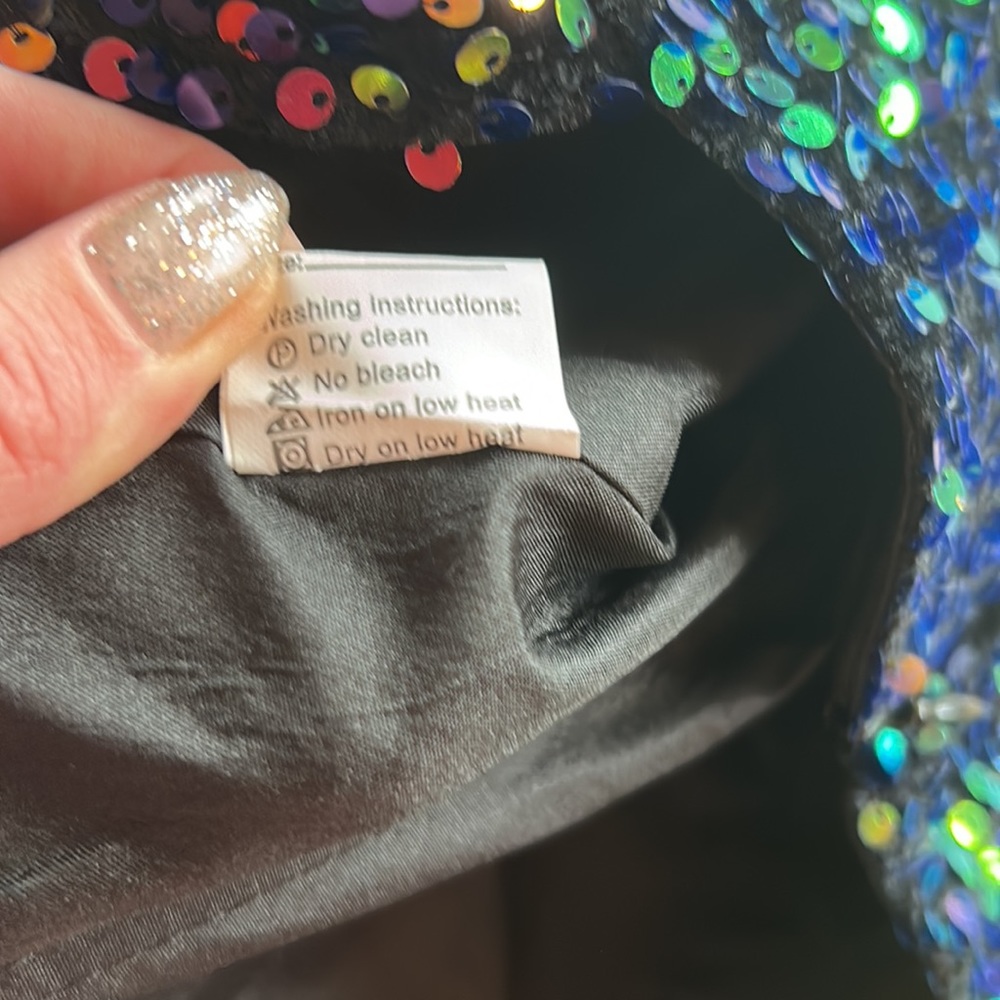 Washing Instructions:
Ⓟ Dry clean
No bleach
Iron on low heat
Dry on low heat